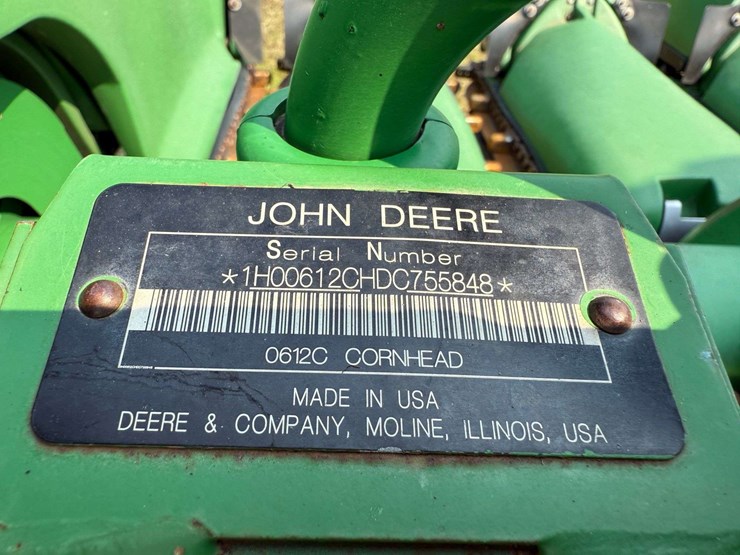 JOHN DEERE
Serial Number
*1H00612CHDC755848*
0612C CORNHEAD
MADE IN USA
DEERE & COMPANY, MOLINE, ILLINOIS, USA